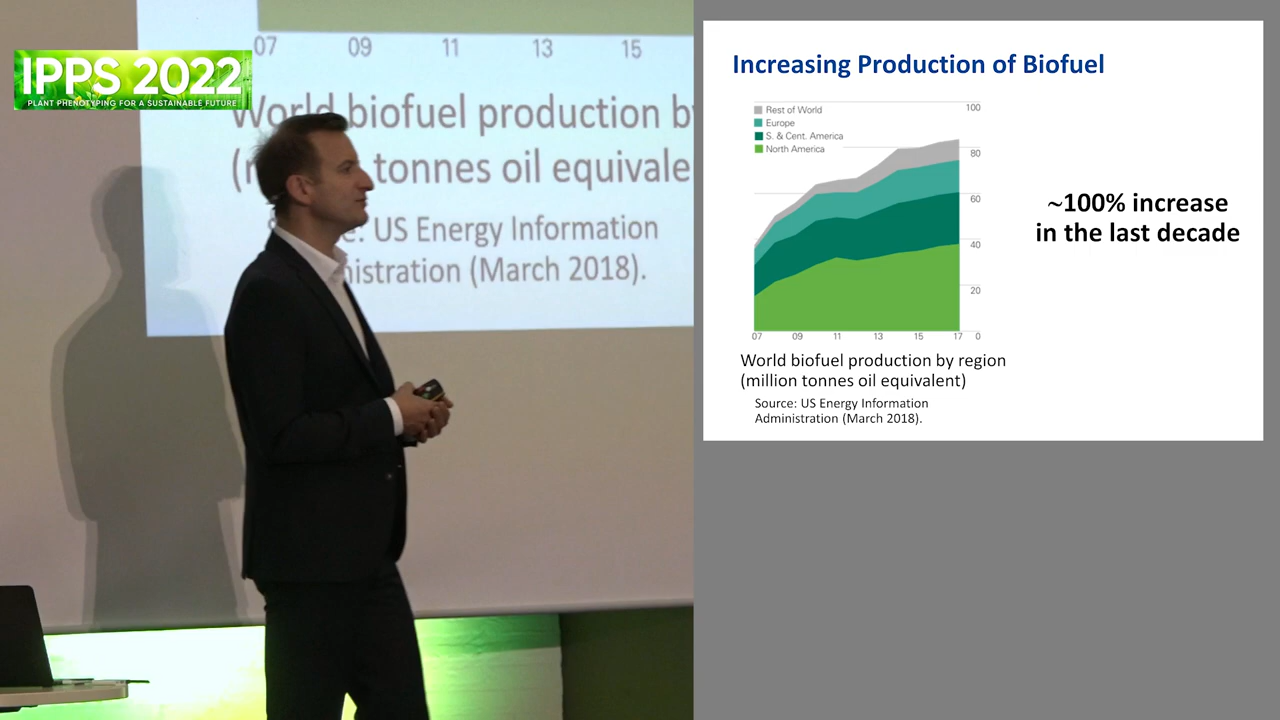 IPPS 2022
PLANT PHENOTYPING FOR A SUSTAINABLE FUTURE
07 09 11 13 15
World biofuel production b
tonnes oil equivale
US Energy Information
(March 2018).
Increasing Production of Biofuel
Rest of World
Europe
S. & Cent. America
North America
100
80
60
40
20
0
07 09 11 13 15 17
~100% increase
in the last decade
World biofuel production by region
(million tonnes oil equivalent)
Source: US Energy Information
Administration (March 2018).